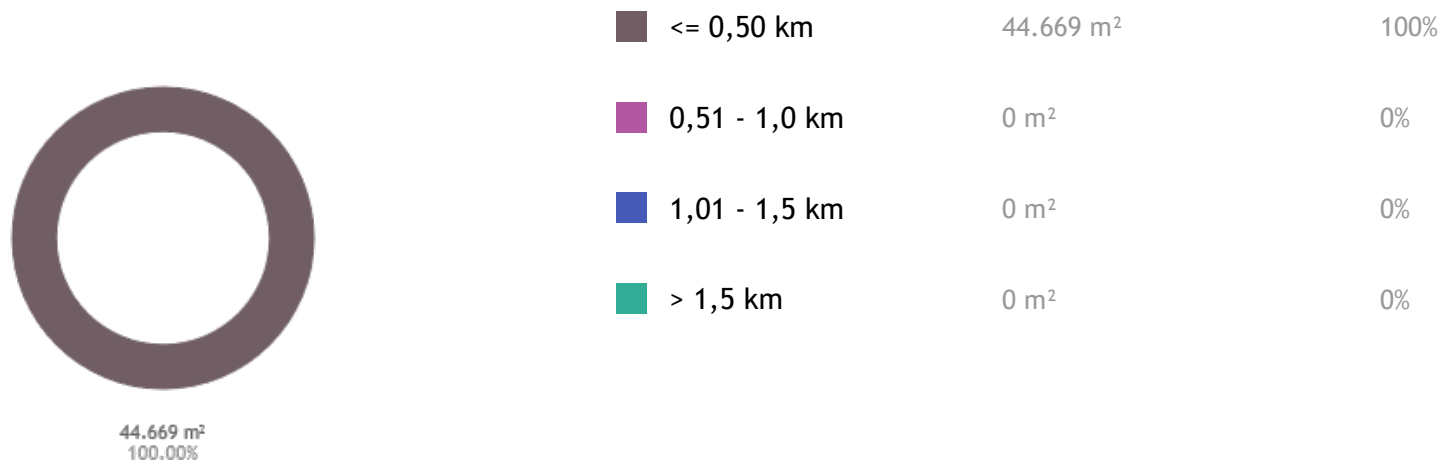 <= 0,50 km 44.669 m² 100%
0,51 - 1,0 km 0 m² 0%
1,01 - 1,5 km 0 m² 0%
> 1,5 km 0 m² 0%
44.669 m²
100.00%